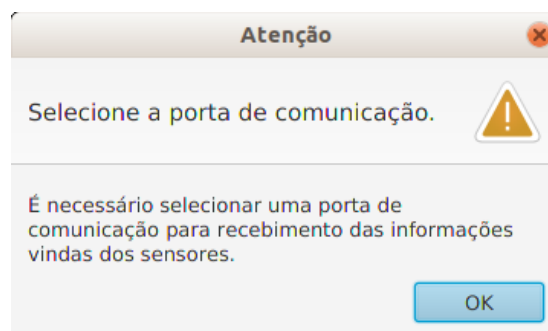 Atenção
Selecione a porta de comunicação.
É necessário selecionar uma porta de
comunicação para recebimento das informações
vindas dos sensores.
OK